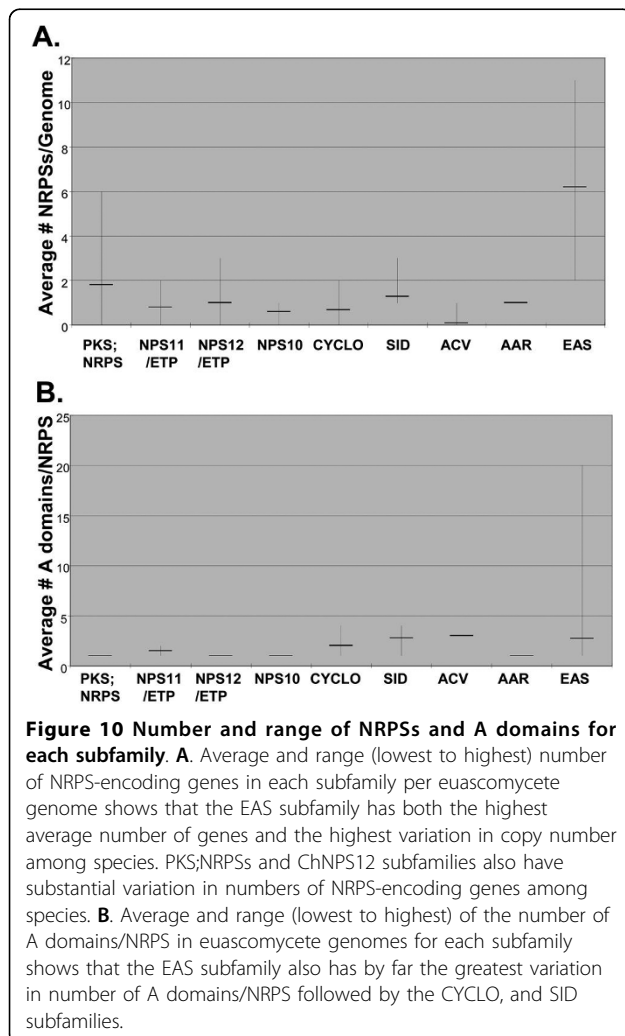 A.
Average # NRPSs/Genome
12
10
8
6
4
2
0
PKS; NPS11 NPS12 NPS10 CYCLO SID ACV AAR EAS
NRPS /ETP /ETP
B.
Average # A domains/NRPS
25
20
15
10
5
0
PKS; NPS11 NPS12 NPS10 CYCLO SID ACV AAR EAS
NRPS /ETP /ETP
Figure 10 Number and range of NRPSs and A domains for
each subfamily. A. Average and range (lowest to highest) number
of NRPS-encoding genes in each subfamily per euascomycete
genome shows that the EAS subfamily has both the highest
average number of genes and the highest variation in copy number
among species. PKS;NRPSs and ChNPS12 subfamilies also have
substantial variation in numbers of NRPS-encoding genes among
species. B. Average and range (lowest to highest) of the number of
A domains/NRPS in euascomycete genomes for each subfamily
shows that the EAS subfamily also has by far the greatest variation
in number of A domains/NRPS followed by the CYCLO, and SID
subfamilies.